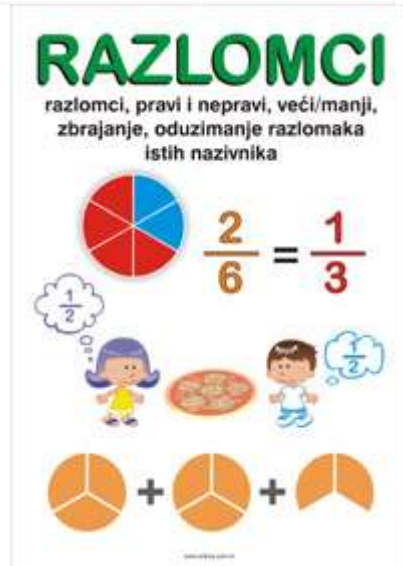 RAZLOMCI
razlomci, pravi i nepravi, veći/manji,
zbrajanje, oduzimanje razlomaka
istih nazivnika
2/6 = 1/3
1/2
1/2
+ +